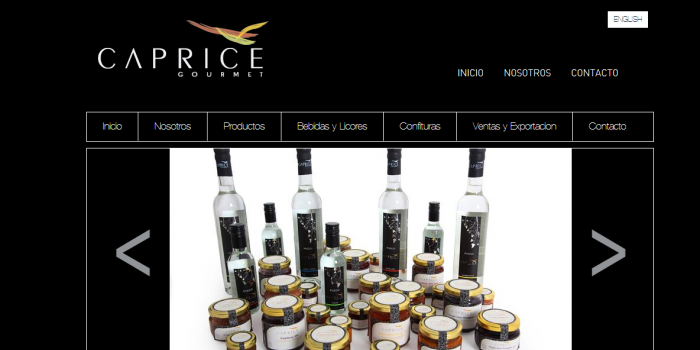 ENGLISH
CAPRICE
GOURMET
INICIO NOSOTROS CONTACTO
Inicio Nosotros Productos Bebidas y Licores Confituras Ventas y Exportacion Contacto
< >